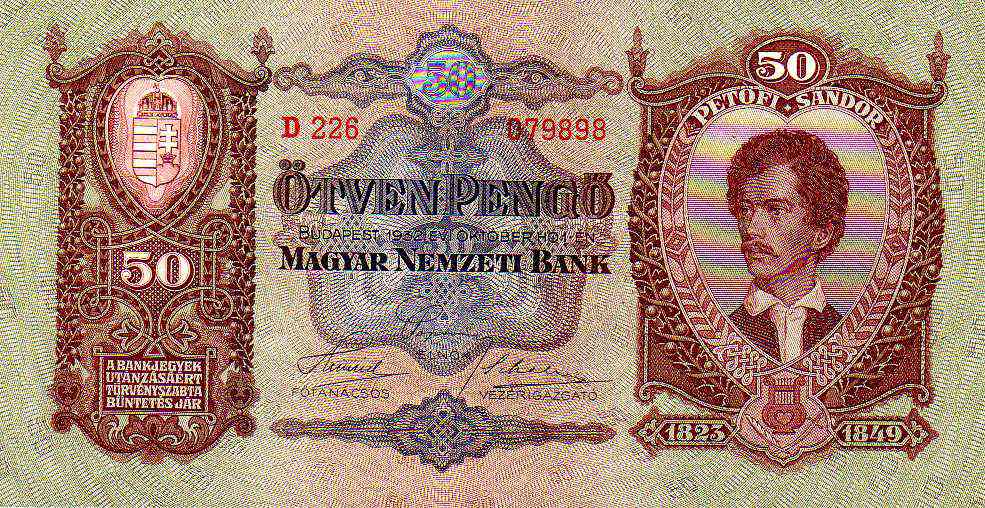 50
A BANKJEGYEK
UTÁNZÁSÁÉRT
TÖRVÉNYSZABTA
BÜNTETÉS JÁR
50
D 226
079898
ÖTVEN PENGŐ
BUDAPEST, 1932. ÉVI OKTÓBER HÓ 1.-ÉN
MAGYAR NEMZETI BANK
ELNÖK
FŐTANÁCSOS
VEZÉRIGAZGATÓ
50
PETŐFI SÁNDOR
1823
1849